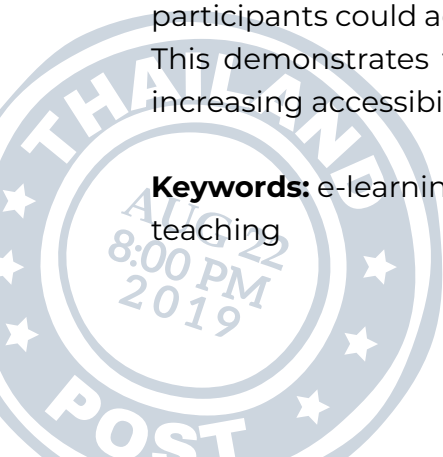 participants could a
This demonstrates
increasing accessibi
Keywords: e-learnin
teaching
THAILAND
AUG 22
8:00 PM
2019
POST